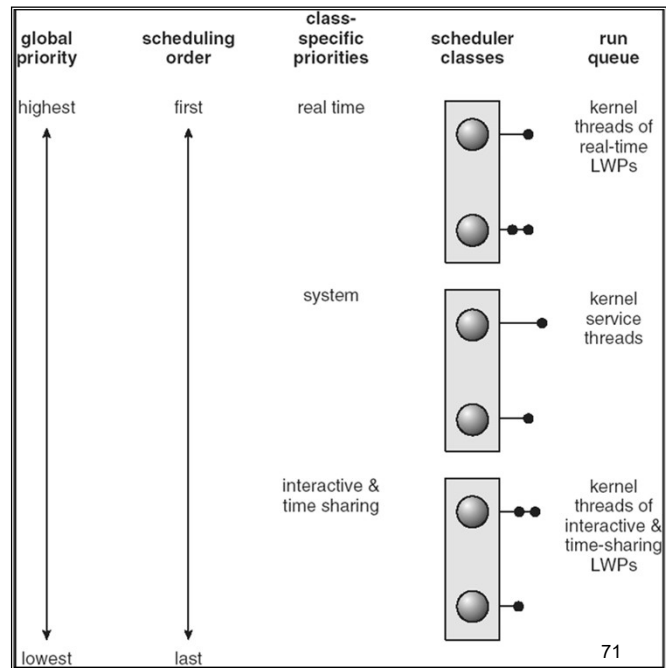 global
priority
scheduling
order
class-
specific
priorities
scheduler
classes
run
queue
highest
first
real time
kernel
threads of
real-time
LWPs
system
kernel
service
threads
interactive &
time sharing
kernel
threads of
interactive &
time-sharing
LWPs
lowest
last
71